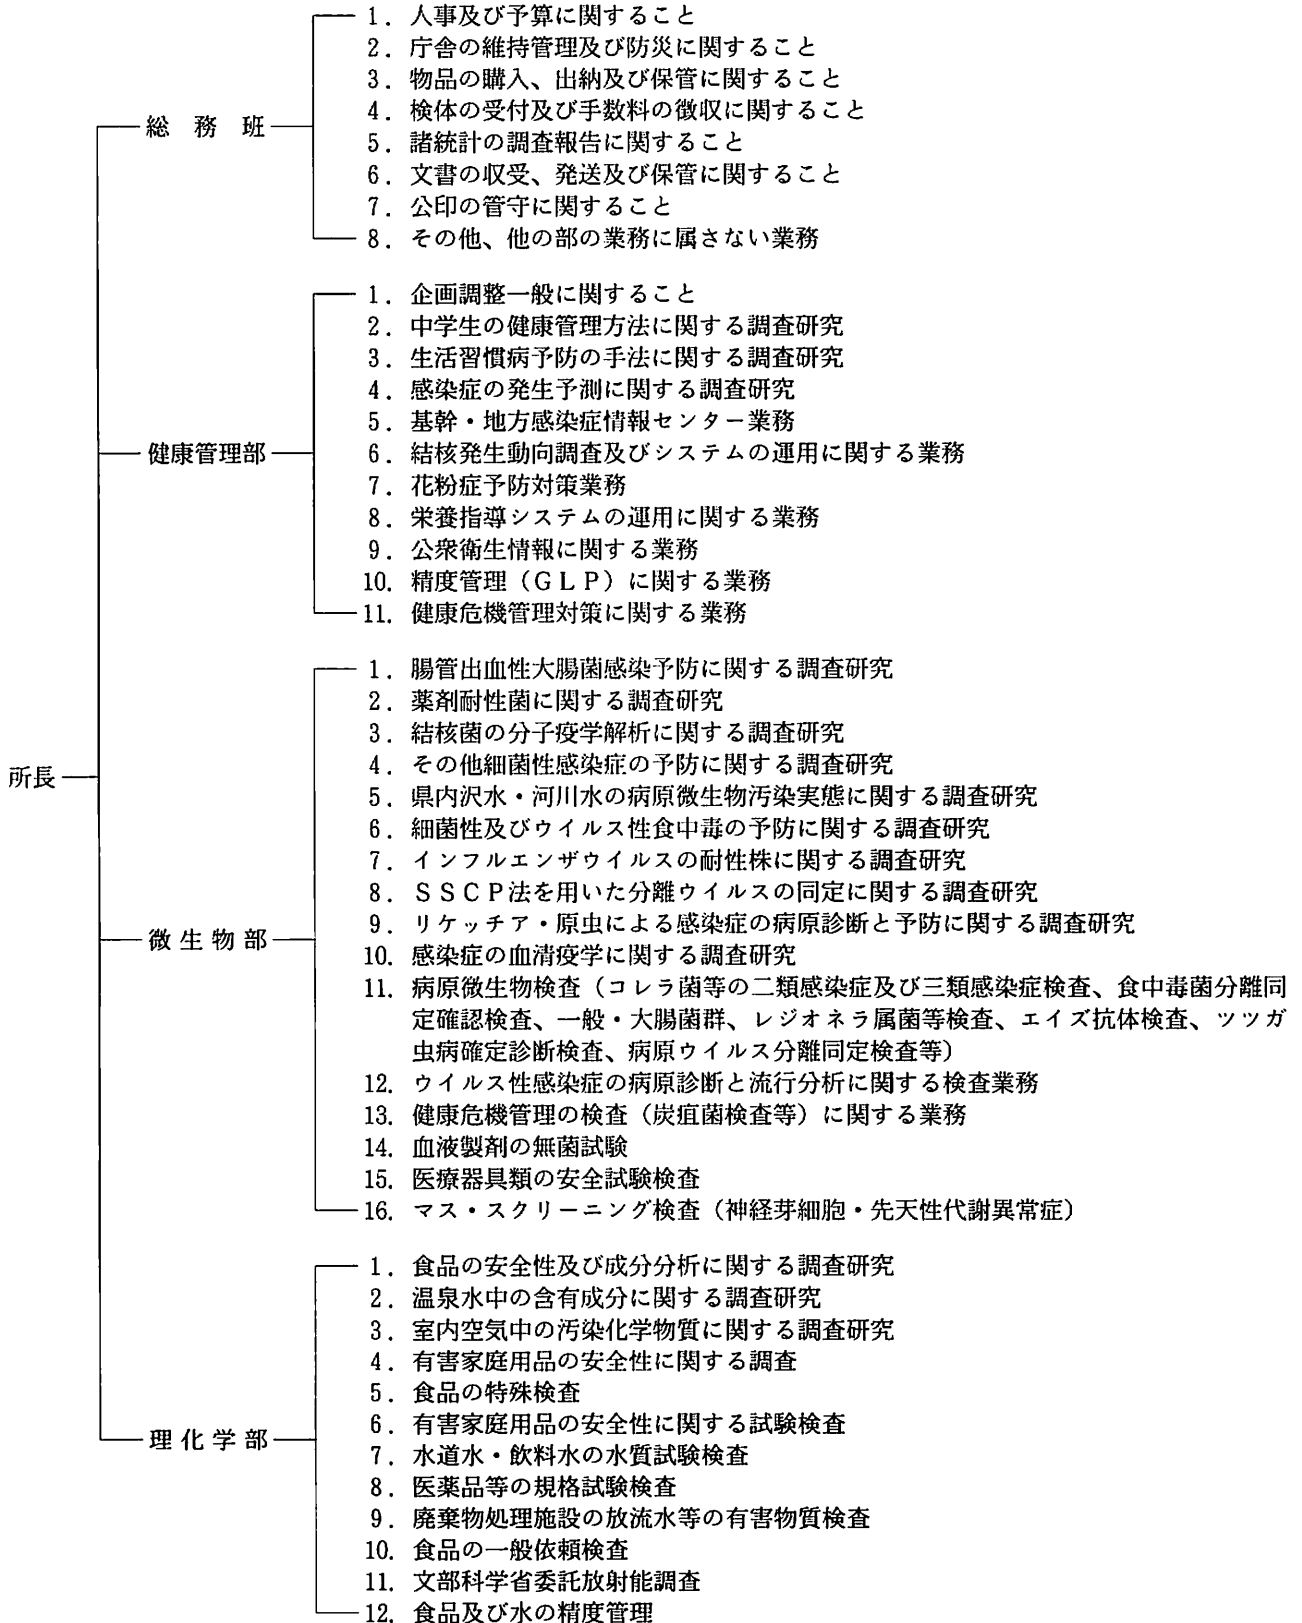 所長
総務班
1. 人事及び予算に関すること
2. 庁舎の維持管理及び防災に関すること
3. 物品の購入、出納及び保管に関すること
4. 検体の受付及び手数料の徴収に関すること
5. 諸統計の調査報告に関すること
6. 文書の収受、発送及び保管に関すること
7. 公印の管守に関すること
8. その他、他の部の業務に属さない業務
健康管理部
1. 企画調整一般に関すること
2. 中学生の健康管理方法に関する調査研究
3. 生活習慣病予防の手法に関する調査研究
4. 感染症の発生予測に関する調査研究
5. 基幹・地方感染症情報センター業務
6. 結核発生動向調査及びシステムの運用に関する業務
7. 花粉症予防対策業務
8. 栄養指導システムの運用に関する業務
9. 公衆衛生情報に関する業務
10. 精度管理（GLP）に関する業務
11. 健康危機管理対策に関する業務
微生物部
1. 腸管出血性大腸菌感染予防に関する調査研究
2. 薬剤耐性菌に関する調査研究
3. 結核菌の分子疫学解析に関する調査研究
4. その他細菌性感染症の予防に関する調査研究
5. 県内沢水・河川水の病原微生物汚染実態に関する調査研究
6. 細菌性及びウイルス性食中毒の予防に関する調査研究
7. インフルエンザウイルスの耐性株に関する調査研究
8. SSCP法を用いた分離ウイルスの同定に関する調査研究
9. リケッチア・原虫による感染症の病原診断と予防に関する調査研究
10. 感染症の血清疫学に関する調査研究
11. 病原微生物検査（コレラ菌等の二類感染症及び三類感染症検査、食中毒菌分離同
定確認検査、一般・大腸菌群、レジオネラ属菌等検査、エイズ抗体検査、ツツガ
虫病確定診断検査、病原ウイルス分離同定検査等）
12. ウイルス性感染症の病原診断と流行分析に関する検査業務
13. 健康危機管理の検査（炭疽菌検査等）に関する業務
14. 血液製剤の無菌試験
15. 医療器具類の安全試験検査
16. マス・スクリーニング検査（神経芽細胞・先天性代謝異常症）
理化学部
1. 食品の安全性及び成分分析に関する調査研究
2. 温泉水中の含有成分に関する調査研究
3. 室内空気中の汚染化学物質に関する調査研究
4. 有害家庭用品の安全性に関する調査
5. 食品の特殊検査
6. 有害家庭用品の安全性に関する試験検査
7. 水道水・飲料水の水質試験検査
8. 医薬品等の規格試験検査
9. 廃棄物処理施設の放流水等の有害物質検査
10. 食品の一般依頼検査
11. 文部科学省委託放射能調査
12. 食品及び水の精度管理